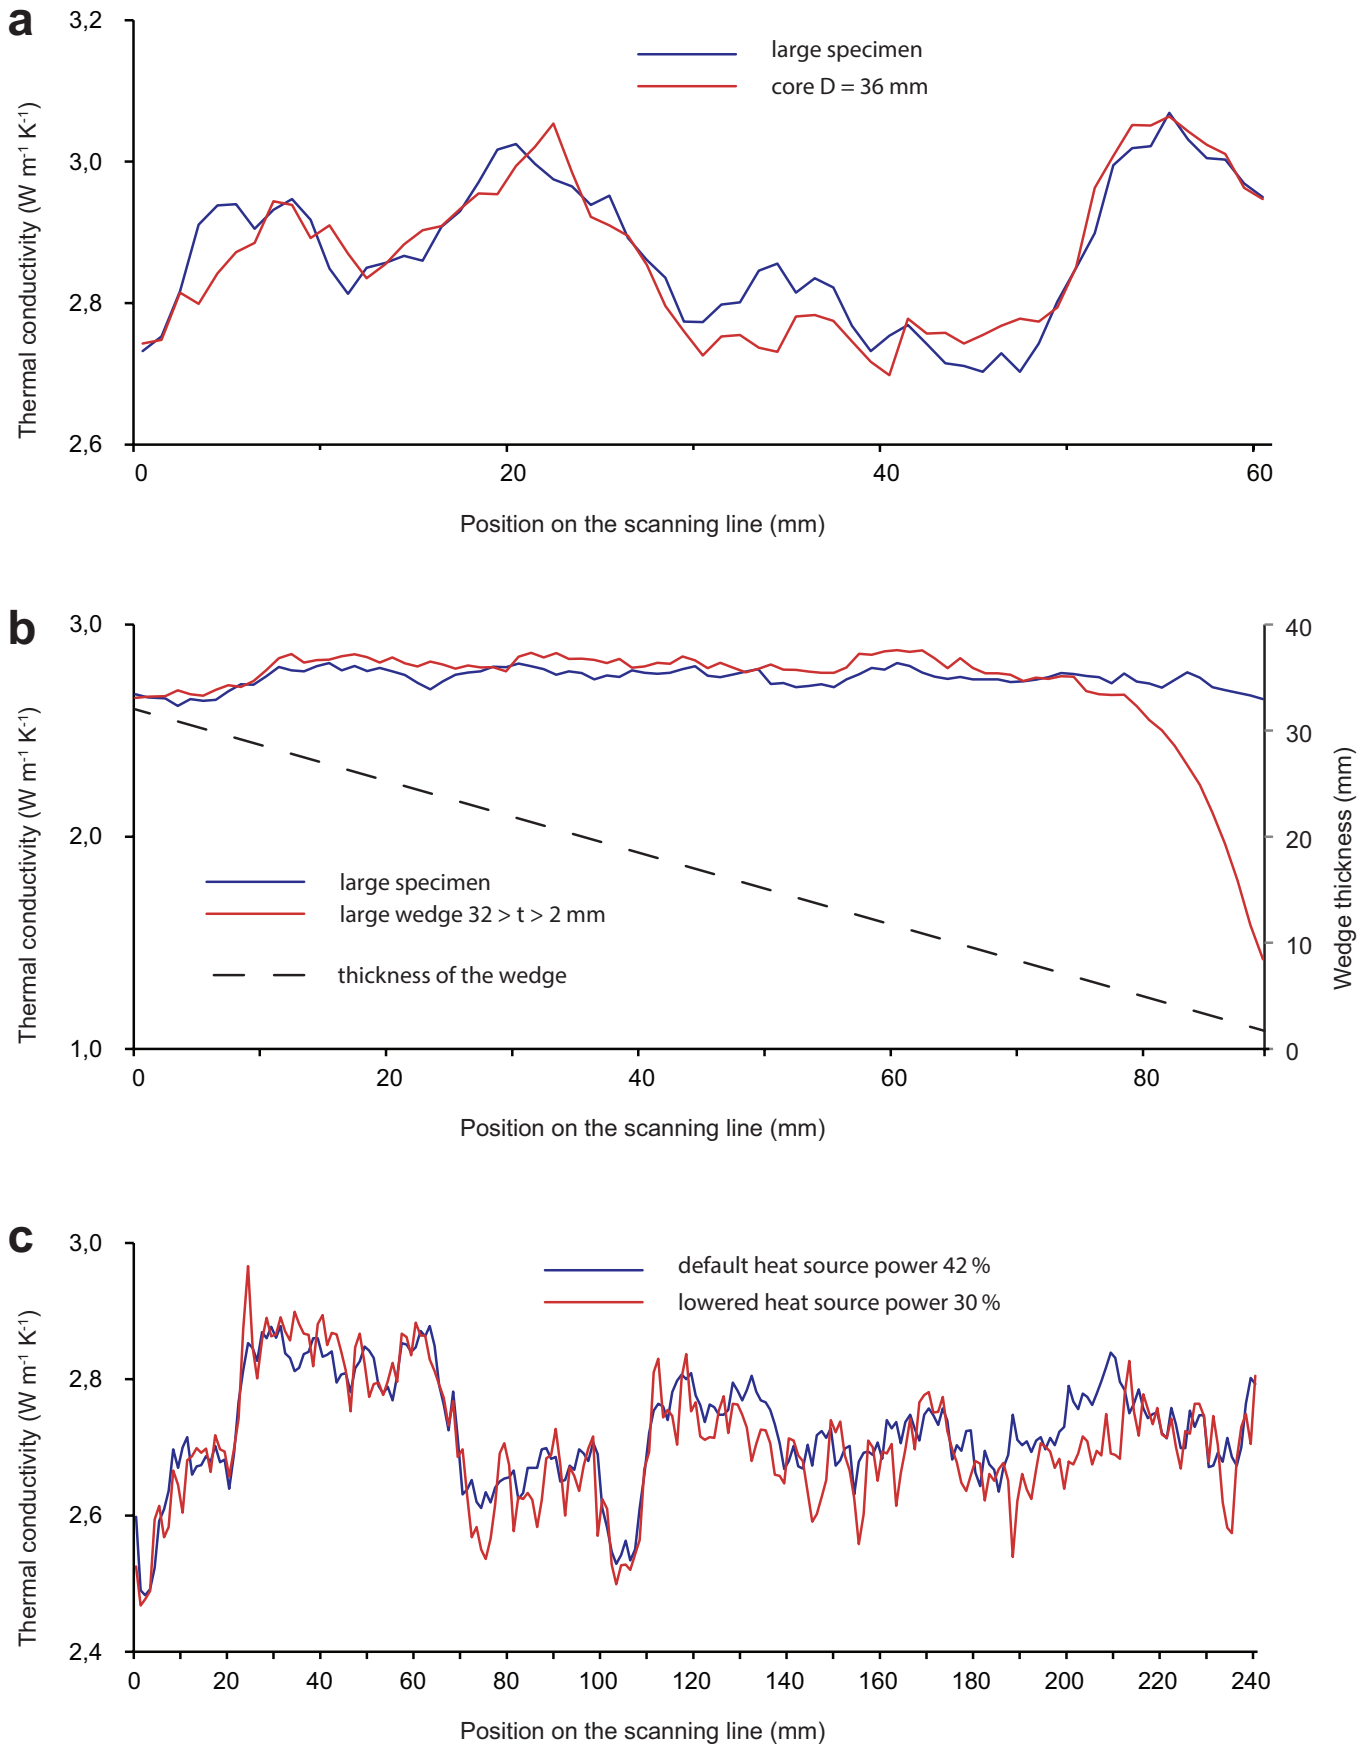 a
3,2
3,0
2,8
2,6
Thermal conductivity (W m⁻¹ K⁻¹)
large specimen
core D = 36 mm
0 20 40 60
Position on the scanning line (mm)
b
3,0
2,0
1,0
Thermal conductivity (W m⁻¹ K⁻¹)
large specimen
large wedge 32 > t > 2 mm
thickness of the wedge
40
30
20
10
0
Wedge thickness (mm)
0 20 40 60 80
Position on the scanning line (mm)
c
3,0
2,8
2,6
2,4
Thermal conductivity (W m⁻¹ K⁻¹)
default heat source power 42 %
lowered heat source power 30 %
0 20 40 60 80 100 120 140 160 180 200 220 240
Position on the scanning line (mm)